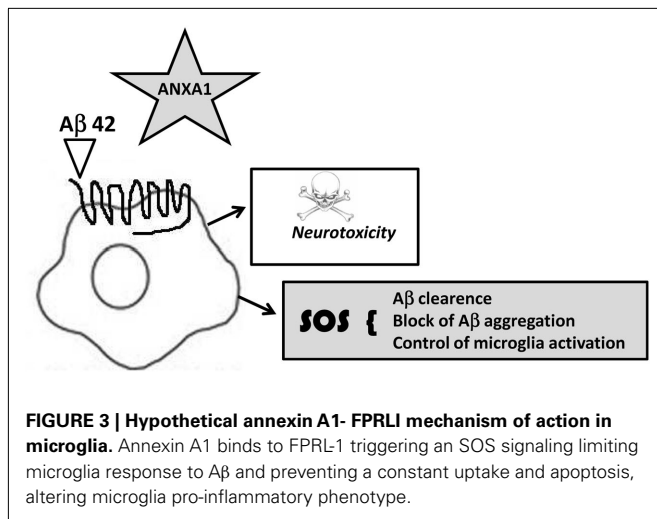 ANXA1
Aβ 42
Neurotoxicity
SOS {
Aβ clearence
Block of Aβ aggregation
Control of microglia activation
FIGURE 3 | Hypothetical annexin A1- FPRLI mechanism of action in
microglia. Annexin A1 binds to FPRL-1 triggering an SOS signaling limiting
microglia response to Aβ and preventing a constant uptake and apoptosis,
altering microglia pro-inflammatory phenotype.